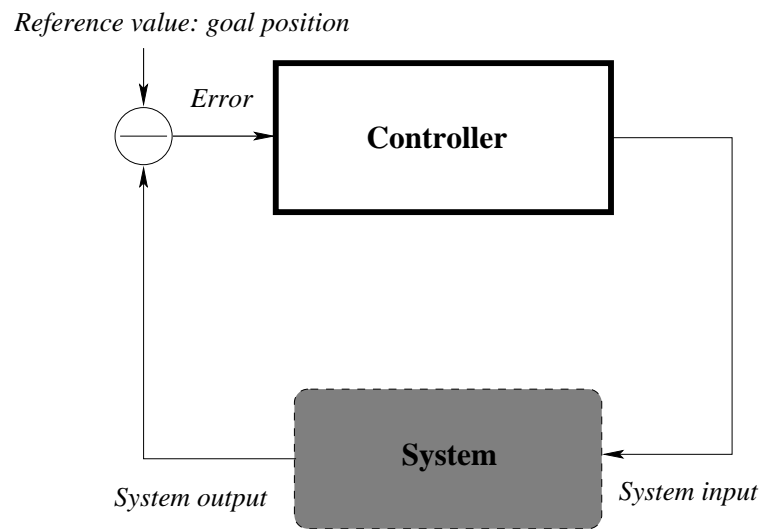 Reference value: goal position
Error
Controller
System
System output
System input